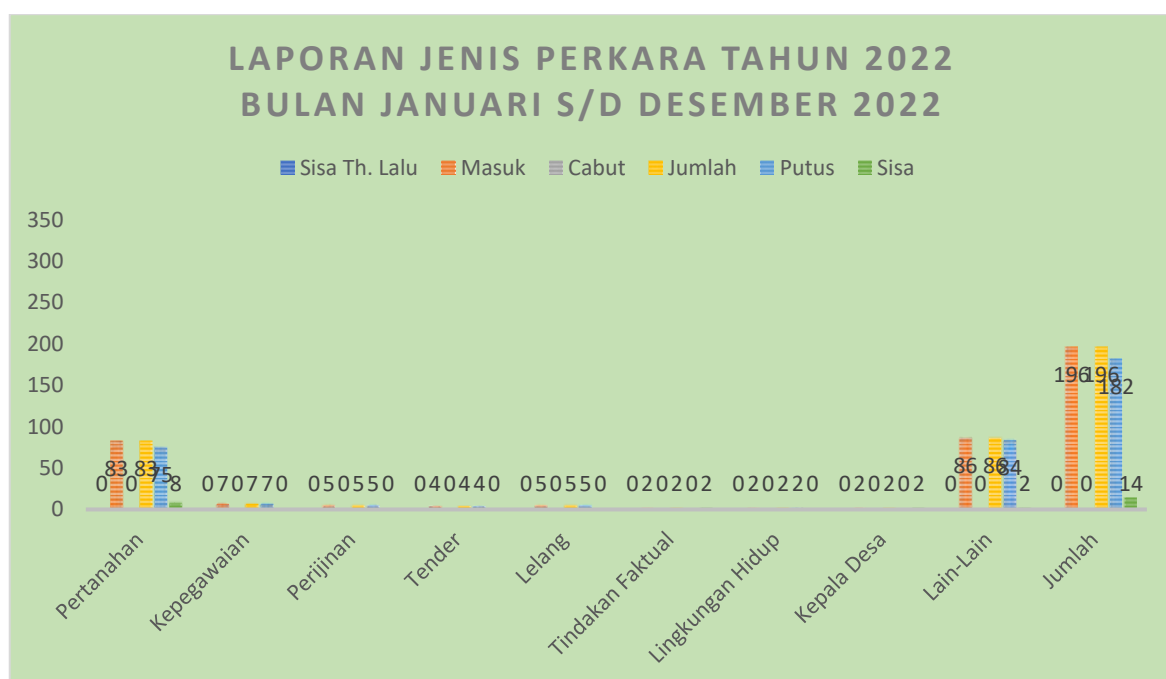 LAPORAN JENIS PERKARA TAHUN 2022
BULAN JANUARI S/D DESEMBER 2022
Sisa Th. Lalu Masuk Cabut Jumlah Putus Sisa
350
300
250
200
150
100
50
0
0 83 0 83 75 8
0 7 0 7 7 0
0 5 0 5 5 0
0 4 0 4 4 0
0 5 0 5 5 0
0 2 0 2 0 2
0 2 0 2 2 0
0 2 0 2 0 2
0 86 0 86 84 2
0 196 0 196 182 14
Pertanahan
Kepegawaian
Perijinan
Tender
Lelang
Tindakan Faktual
Lingkungan Hidup
Kepala Desa
Lain-Lain
Jumlah